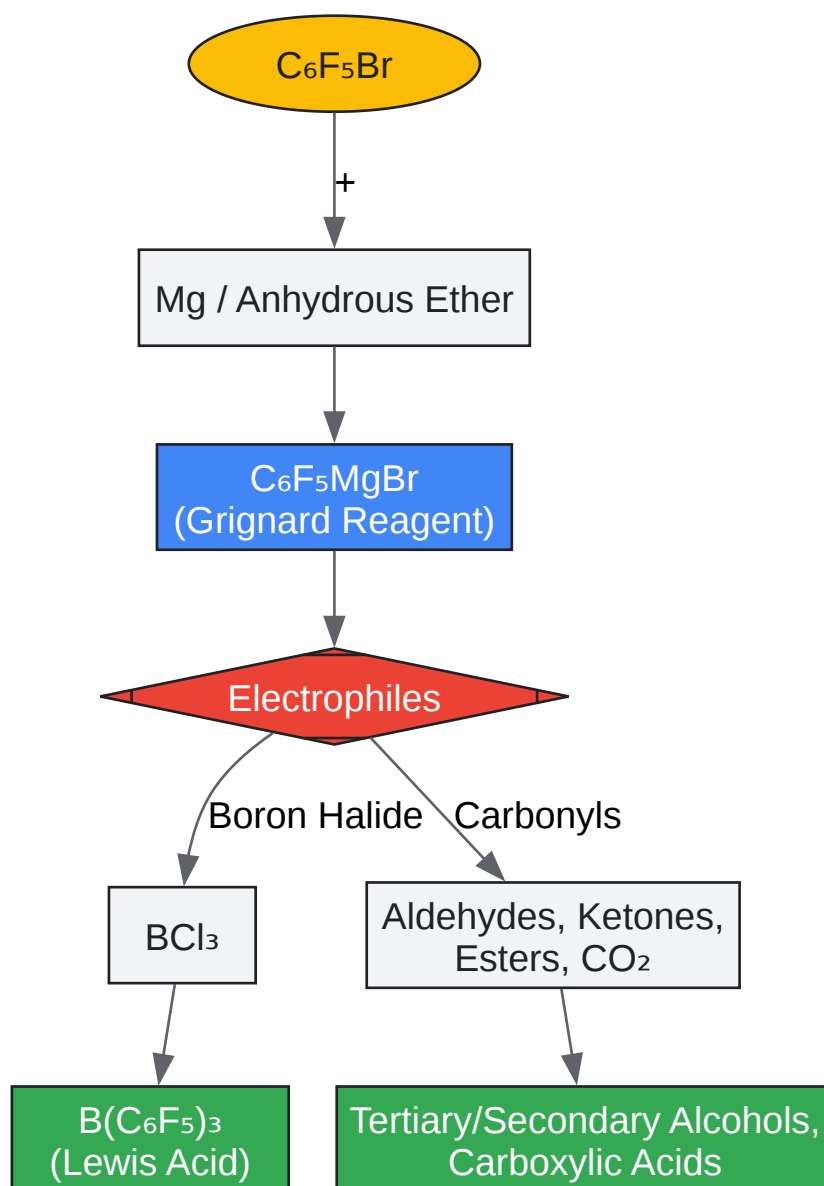 C₆F₅Br
+
Mg / Anhydrous Ether
C₆F₅MgBr
(Grignard Reagent)
Electrophiles
Boron Halide
Carbonyls
BCl₃
Aldehydes, Ketones,
Esters, CO₂
B(C₆F₅)₃
(Lewis Acid)
Tertiary/Secondary Alcohols,
Carboxylic Acids